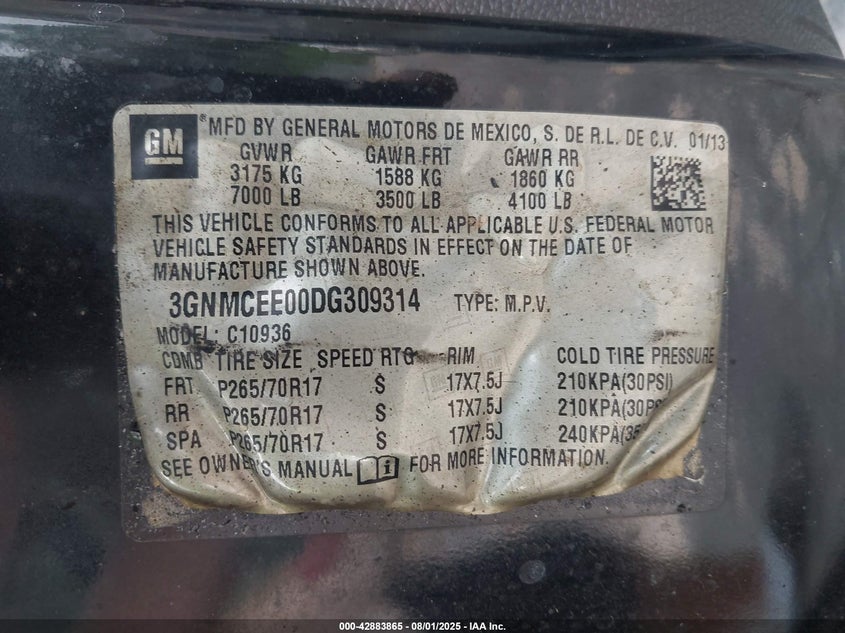 GM ® MFD BY GENERAL MOTORS DE MEXICO, S. DE R.L. DE C.V. 01/13
GVWR GAWR FRT GAWR RR
3175 KG 1588 KG 1860 KG
7000 LB 3500 LB 4100 LB
THIS VEHICLE CONFORMS TO ALL APPLICABLE U.S. FEDERAL MOTOR
VEHICLE SAFETY STANDARDS IN EFFECT ON THE DATE OF
MANUFACTURE SHOWN ABOVE.
3GNMCEE00DG309314 TYPE: M.P.V.
MODEL: C10936
CDMB TIRE SIZE SPEED RTG RIM COLD TIRE PRESSURE
FRT P265/70R17 S 17X7.5J 210KPA(30PSI)
RR P265/70R17 S 17X7.5J 210KPA(30PSI)
SPA P265/70R17 S 17X7.5J 240KPA(35
SEE OWNER'S MANUAL FOR MORE INFORMATION.
000-42883865 - 08/01/2025 - IAA Inc.